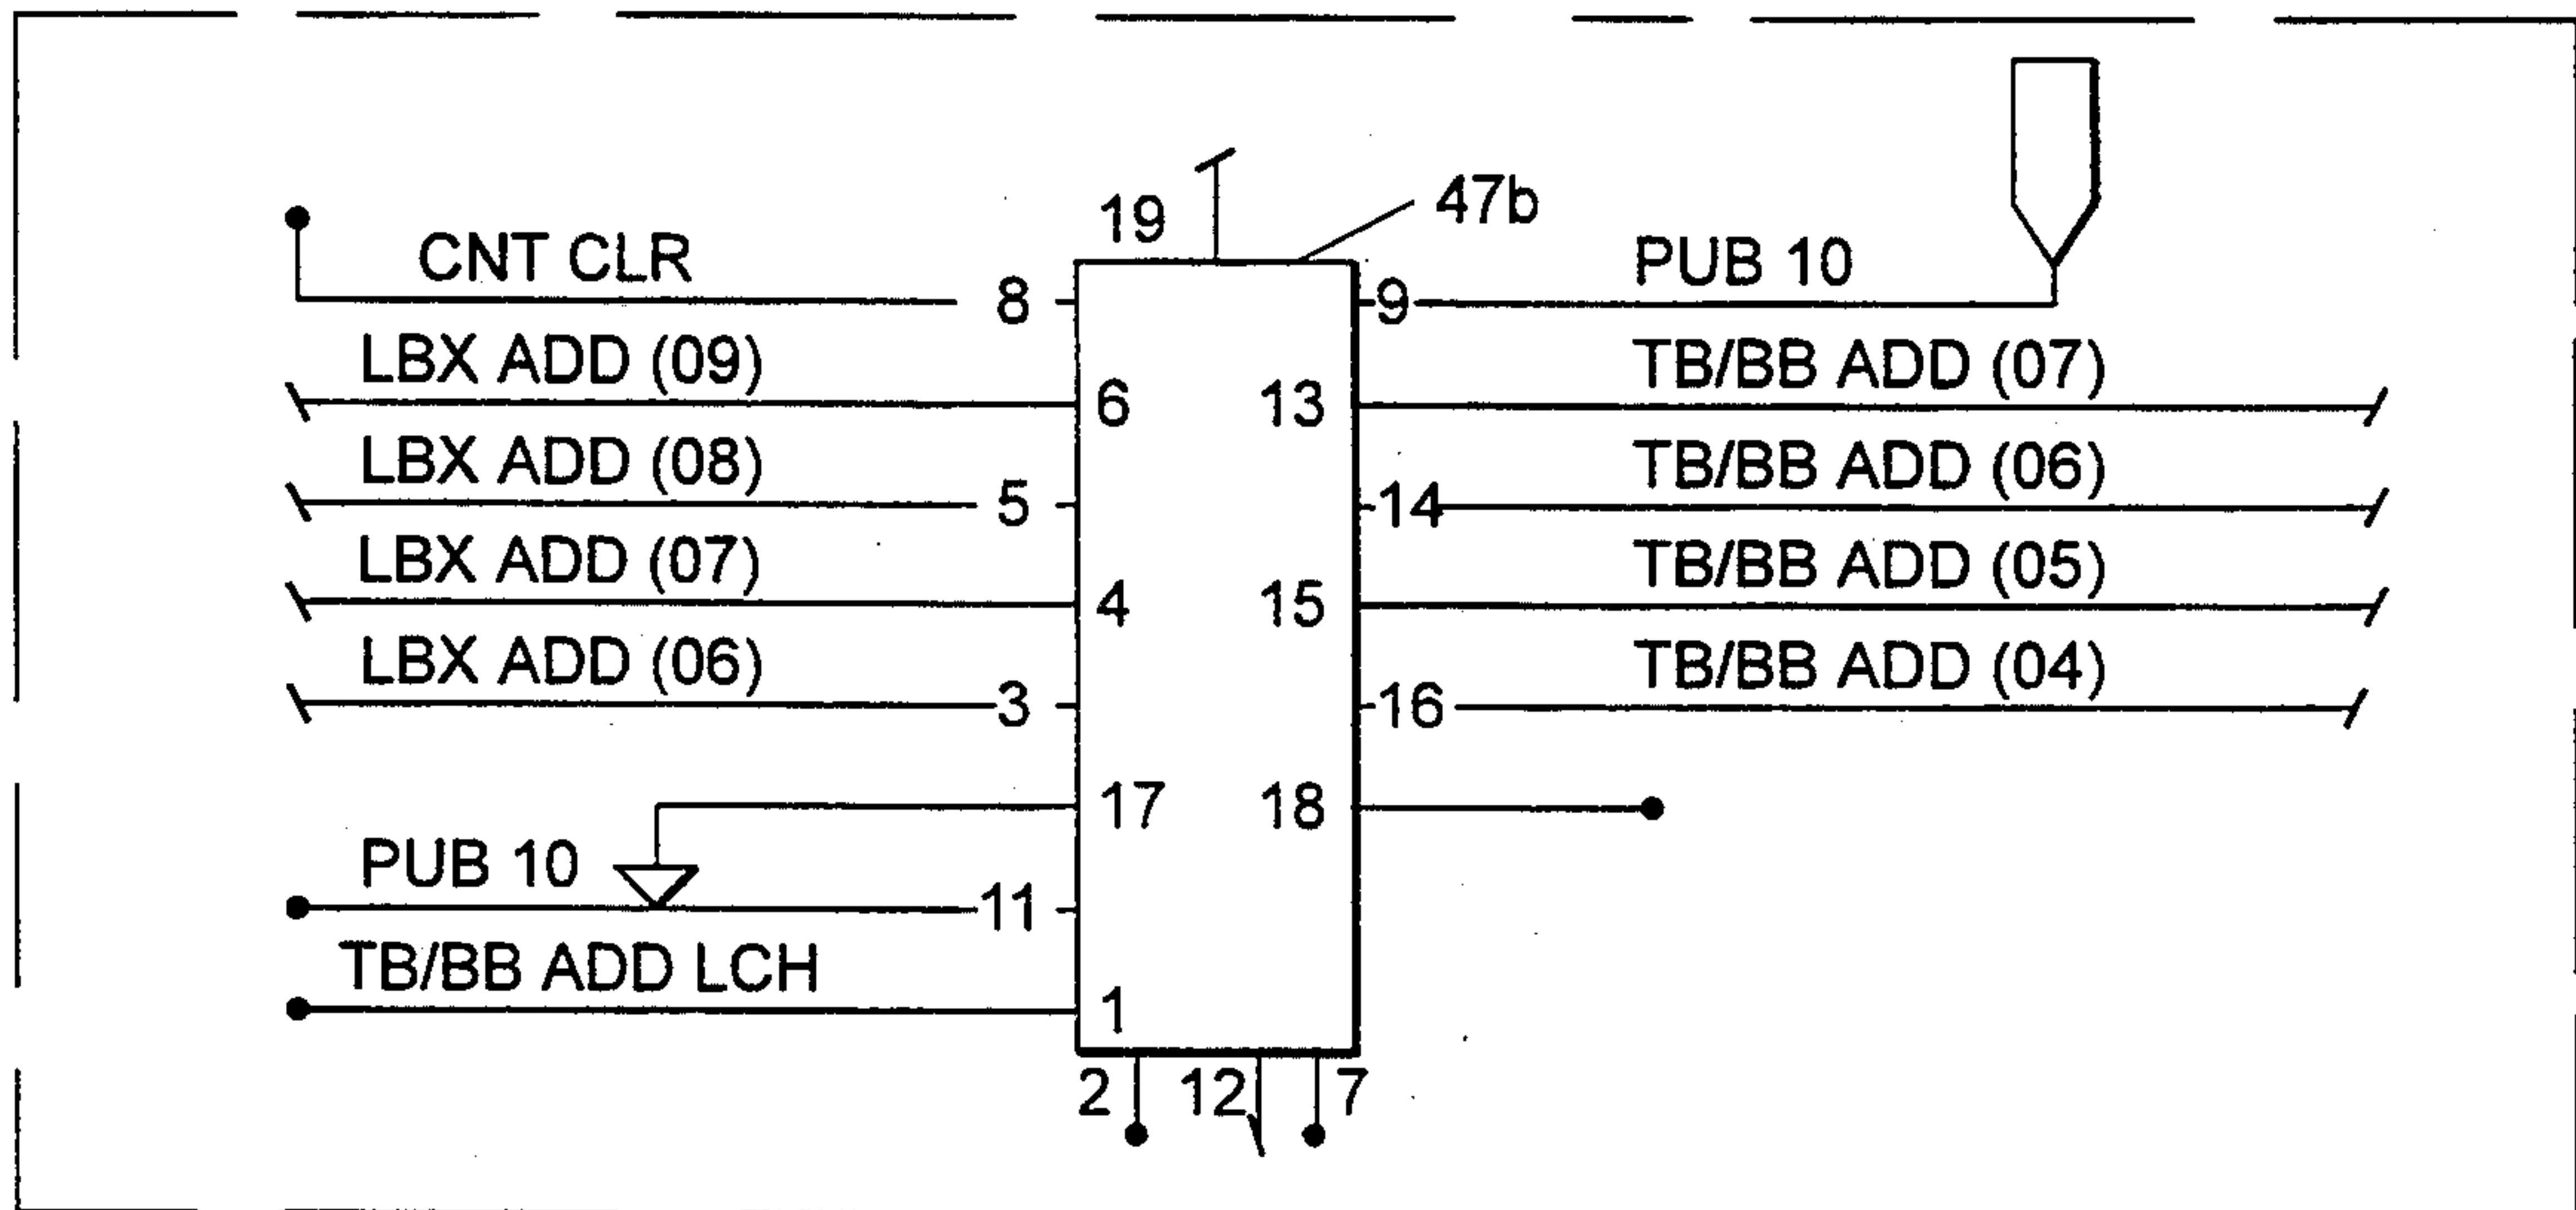 19 47b
CNT CLR 8 9 PUB 10
LBX ADD (09) 6 13 TB/BB ADD (07)
LBX ADD (08) 5 14 TB/BB ADD (06)
LBX ADD (07) 4 15 TB/BB ADD (05)
LBX ADD (06) 3 16 TB/BB ADD (04)
17 18
PUB 10 11
TB/BB ADD LCH 1
2 12 7